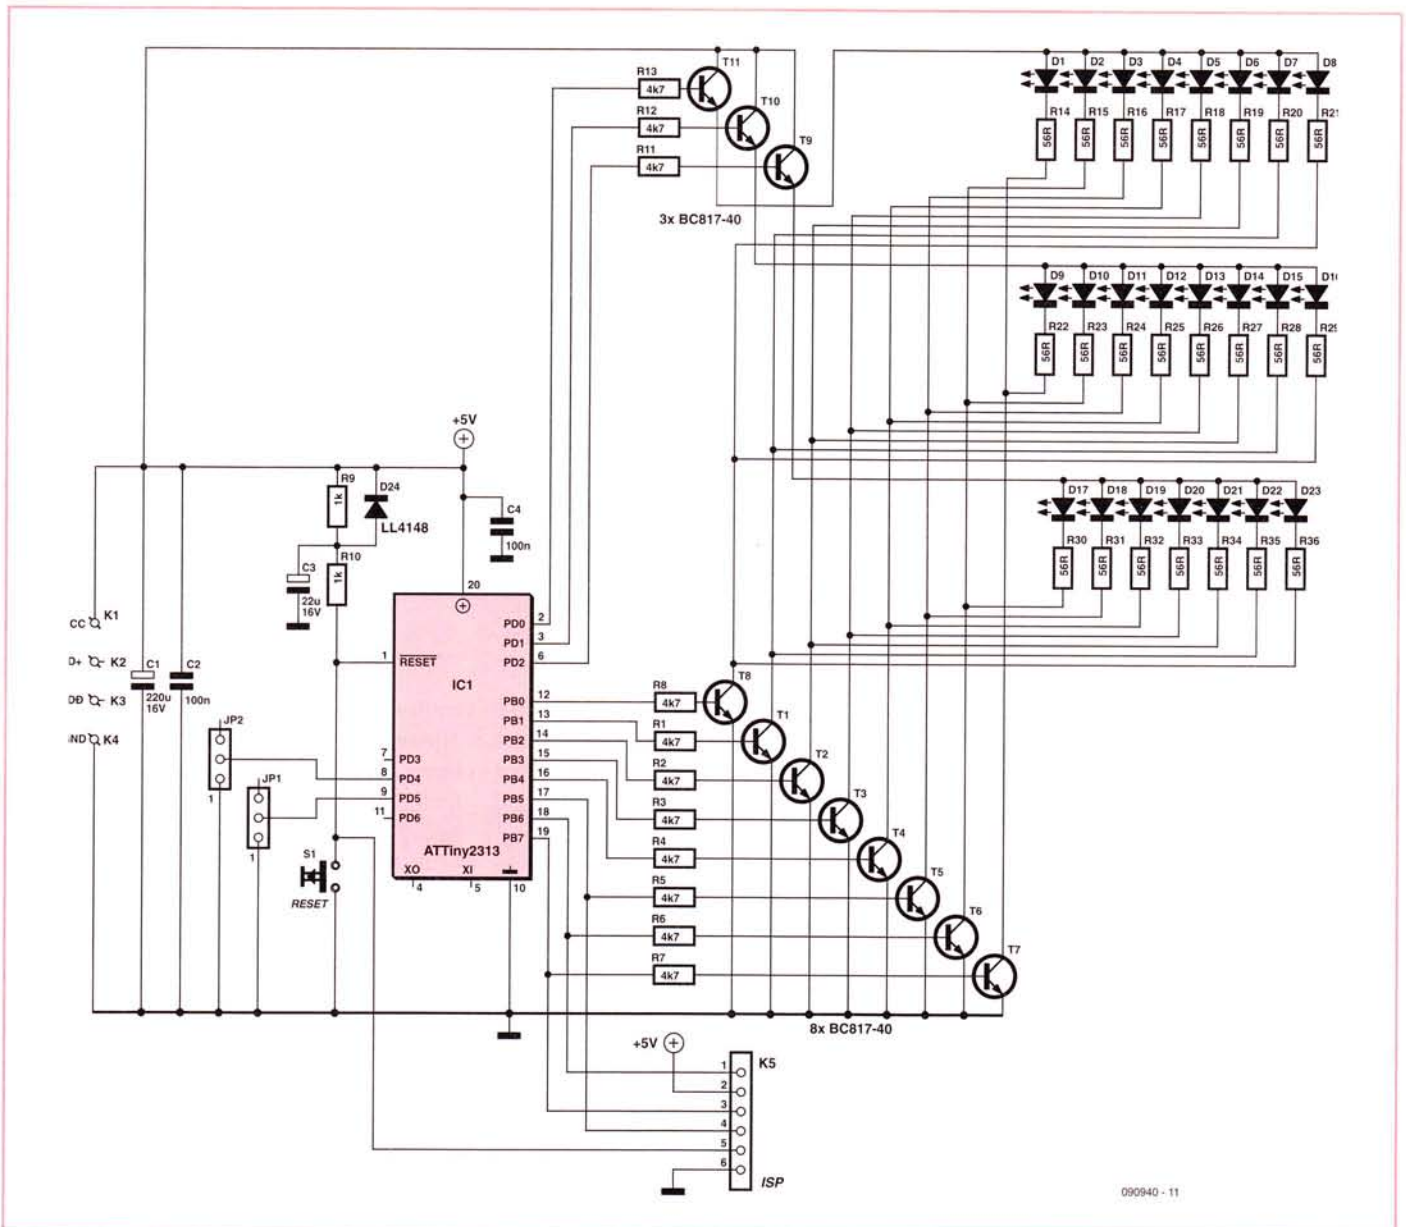 R13 T11 D1 D2 D3 D4 D5 D6 D7 D8
4k7
R12 T10 R14 R15 R16 R17 R18 R19 R20 R21
4k7 56R 56R 56R 56R 56R 56R 56R 56R
R11 T9
4k7
3x BC817-40
D9 D10 D11 D12 D13 D14 D15
R22 R23 R24 R25 R26 R27 R28 R29
56R 56R 56R 56R 56R 56R 56R 56R
+5V
R9 D24 D17 D18 D19 D20 D21 D22 D23
1k LL4148 C4
100n
R10 R30 R31 R32 R33 R34 R35 R36
C3 1k 56R 56R 56R 56R 56R 56R 56R
22u
16V
20
CC K1
PD0 2
PD1 3
D+ K2 C1 C2 1 RESET PD2 6
IC1
220u 100n
16V
K3 PB0 12 R8 4k7 T8
ND K4 PB1 13 R1 4k7 T1
JP2 PB2 14 R2 4k7 T2
7 PD3 PB3 15 R3 4k7 T3
8 PD4 PB4 16 R4 4k7 T4
JP1 9 PD5 PB5 17 R5 4k7 T5
1 11 PD6 PB6 18 R6 4k7 T6
PB7 19 R7 4k7 T7
1 S1 ATTiny2313
XO XI
4 5 10
RESET
8x BC817-40
+5V
K5
1
2
3
4
5
6
ISP
090940 - 11